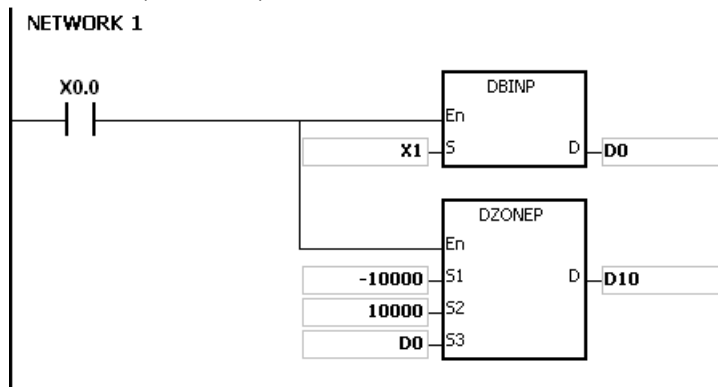 NETWORK 1
X0.0
DBINP
En
X1 S D D0
DZONEP
En
-10000 S1 D D10
10000 S2
D0 S3